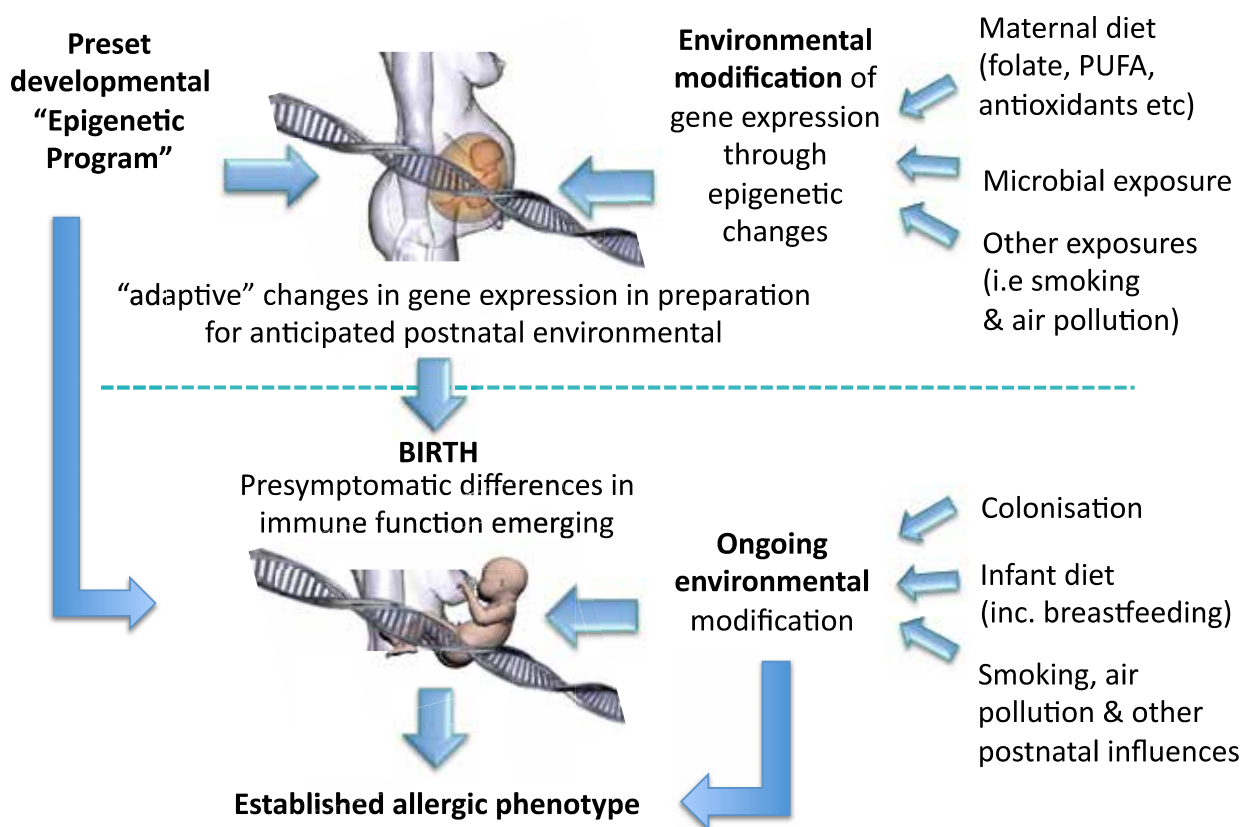 Preset
developmental
“Epigenetic
Program”
Environmental
modification of
gene expression
through
epigenetic
changes
Maternal diet
(folate, PUFA,
antioxidants etc)
Microbial exposure
Other exposures
(i.e smoking
& air pollution)
“adaptive” changes in gene expression in preparation
for anticipated postnatal environmental
BIRTH
Presymptomatic differences in
immune function emerging
Ongoing
environmental
modification
Colonisation
Infant diet
(inc. breastfeeding)
Smoking, air
pollution & other
postnatal influences
Established allergic phenotype